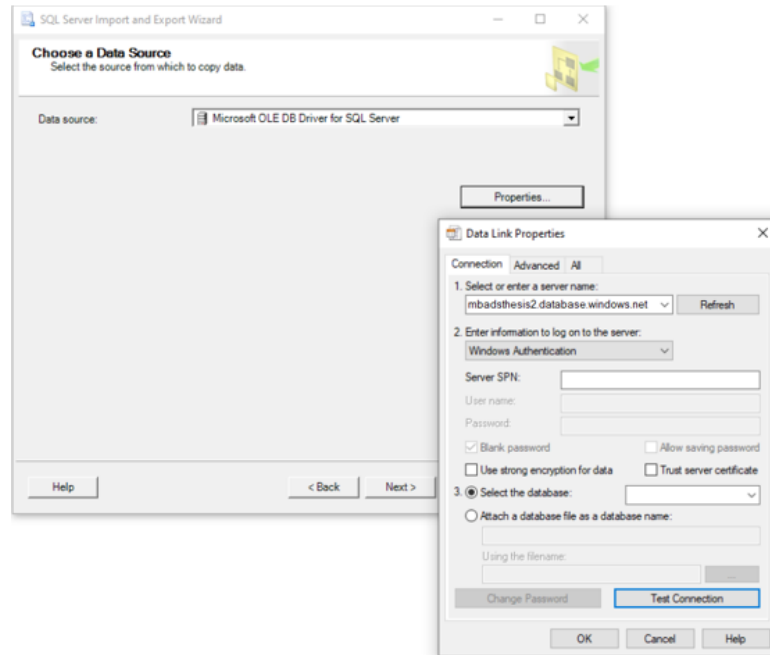 SQL Server Import and Export Wizard
Choose a Data Source
Select the source from which to copy data.
Data source:
Microsoft OLE DB Driver for SQL Server
Properties...
Help
< Back
Next >
Data Link Properties
Connection
Advanced
All
1. Select or enter a server name:
mbadsthesis2.database.windows.net
Refresh
2. Enter information to log on to the server:
Windows Authentication
Server SPN:
User name:
Password:
Blank password
Allow saving password
Use strong encryption for data
Trust server certificate
3. Select the database:
Attach a database file as a database name:
Using the filename:
...
Change Password
Test Connection
OK
Cancel
Help